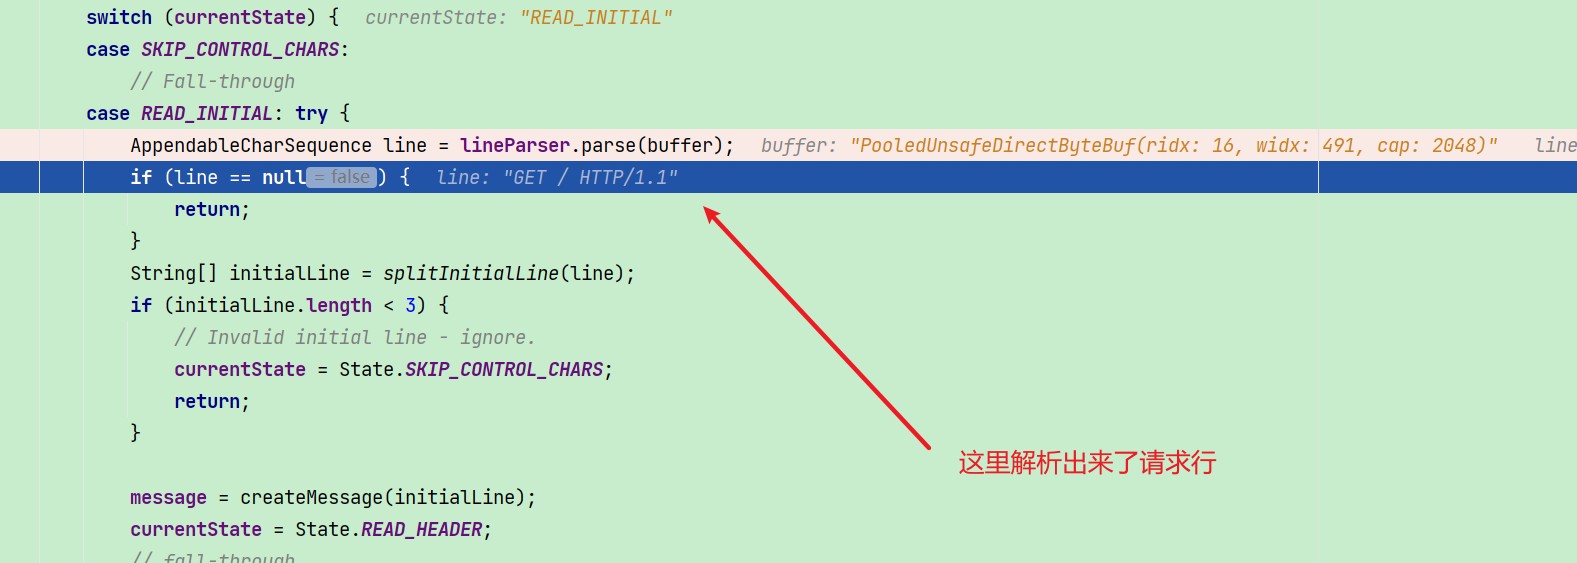 switch (currentState) {   currentState: "READ_INITIAL"
case SKIP_CONTROL_CHARS:
// Fall-through
case READ_INITIAL: try {
AppendableCharSequence line = lineParser.parse(buffer);   buffer: "PooledUnsafeDirectByteBuf(ridx: 16, widx: 491, cap: 2048)"   line
if (line == null = false ) {   line: "GET / HTTP/1.1"
return;
}
String[] initialLine = splitInitialLine(line);
if (initialLine.length < 3) {
// Invalid initial line - ignore.
currentState = State.SKIP_CONTROL_CHARS;
return;
}
这里解析出来了请求行
message = createMessage(initialLine);
currentState = State.READ_HEADER;
// fall-through